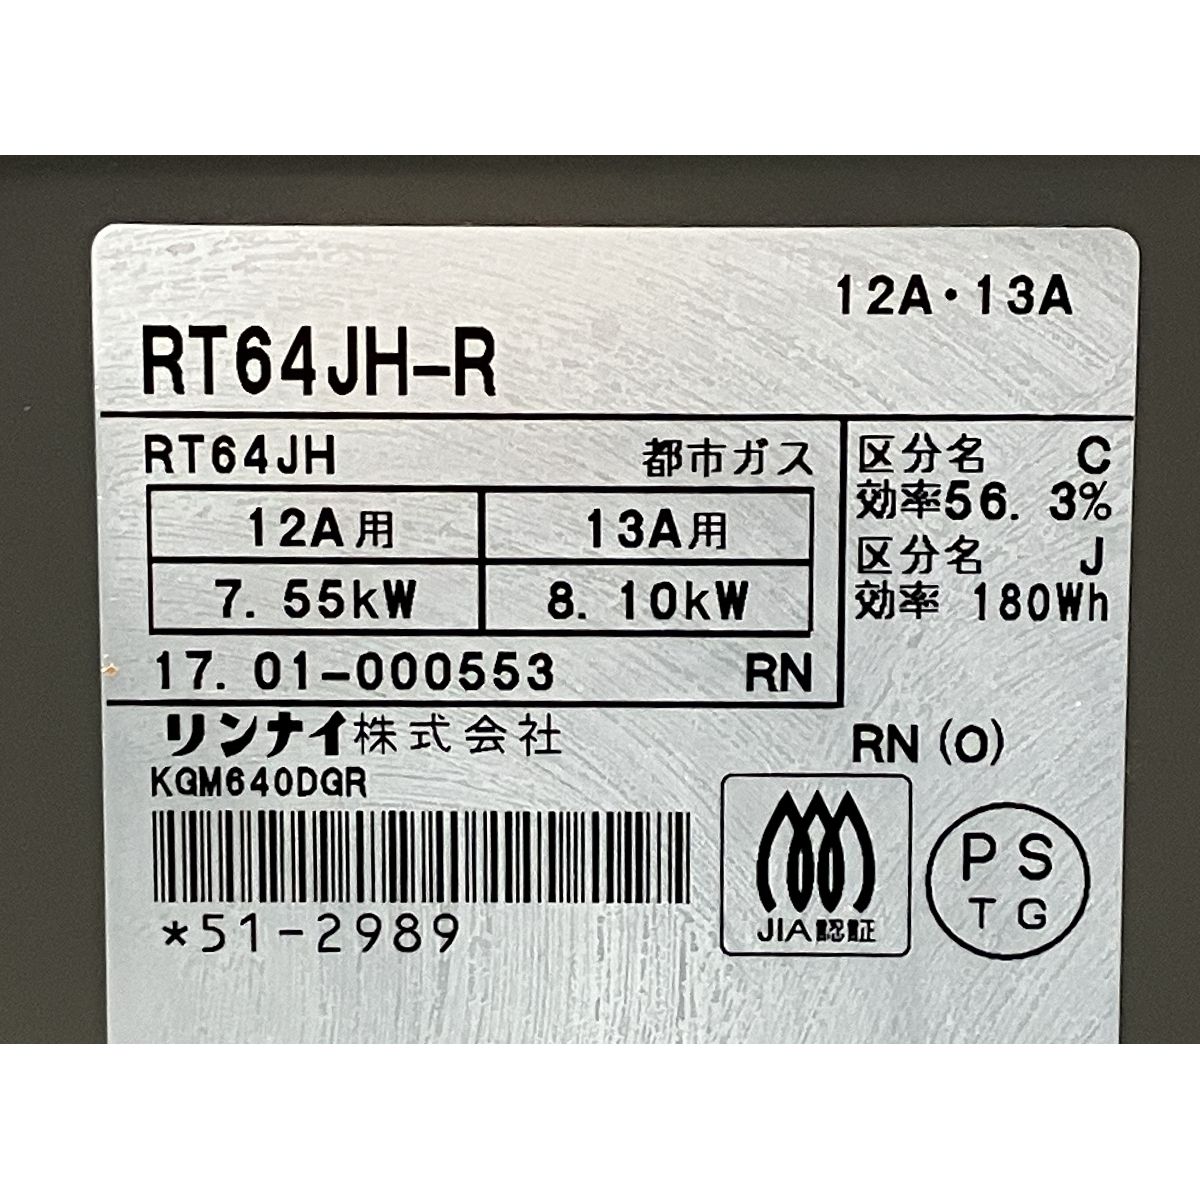 12A・13A
RT64JH-R
RT64JH 都市ガス
12A用 13A用
7.55kW 8.10kW
17.01-000553 RN
区分名 C
効率56.3%
区分名 J
効率 180Wh
リンナイ株式会社
KGM640DGR
*51-2989
RN(O)
JIA認証
PS
TG